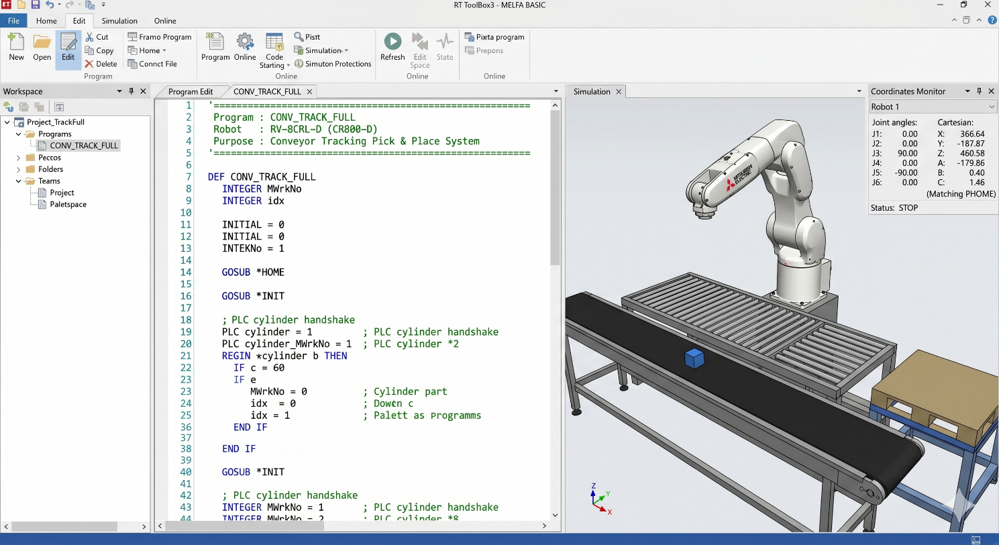 RT
RT ToolBox3 - MELFA BASIC
File Home Edit Simulation Online
New
Open
Edit
Cut
Copy
Delete
Framo Program
Home
Connct File
Program
Program
Online
Code
Starting
Pistt
Simulation
Simuton Protections
Online
Refresh
Edit
Space
State
Online
Pixta program
Prepons
Online
Workspace
Project_TrackFull
Programs
CONV_TRACK_FULL
Peccos
Folders
Teams
Project
Paletspace
Program Edit CONV_TRACK_FULL
1 '========================================================
2 Program : CONV_TRACK_FULL
3 Robot : RV-8CRL-D (CR800-D)
4 Purpose : Conveyor Tracking Pick & Place System
5 '========================================================
6
7 DEF CONV_TRACK_FULL
8 INTEGER MWrkNo
9 INTEGER idx
10
11 INITIAL = 0
12 INITIAL = 0
13 INTEKNo = 1
14
14 GOSUB *HOME
15
16 GOSUB *INIT
17
18 ; PLC cylinder handshake
19 PLC cylinder = 1 ; PLC cylinder handshake
20 PLC cylinder_MWrkNo = 1 ; PLC cylinder *2
21 REGIN *cylinder b THEN
22 IF c = 60
23 IF e
23 MWrkNo = 0 ; Cylinder part
24 idx = 0 ; Down c
25 idx = 1 ; Palett as Programms
36 END IF
37
38 END IF
39
40 GOSUB *INIT
41
42 ; PLC cylinder handshake
43 INTEGER MWrkNo = 1 ; PLC cylinder handshake
44 INTEGER MWrkNo = 2 ; PLC cylinder *8
Simulation
MITSUBISHI
ELECTRIC
Z
Y
X
Coordinates Monitor
Robot 1
Joint angles: Cartesian:
J1: 0.00 X: 366.64
J2: 0.00 Y: -187.87
J3: 90.00 Z: 460.58
J4: 0.00 A: -179.86
J5: -90.00 B: 0.40
J6: 0.00 C: 1.46
(Matching PHOME)
Status: STOP